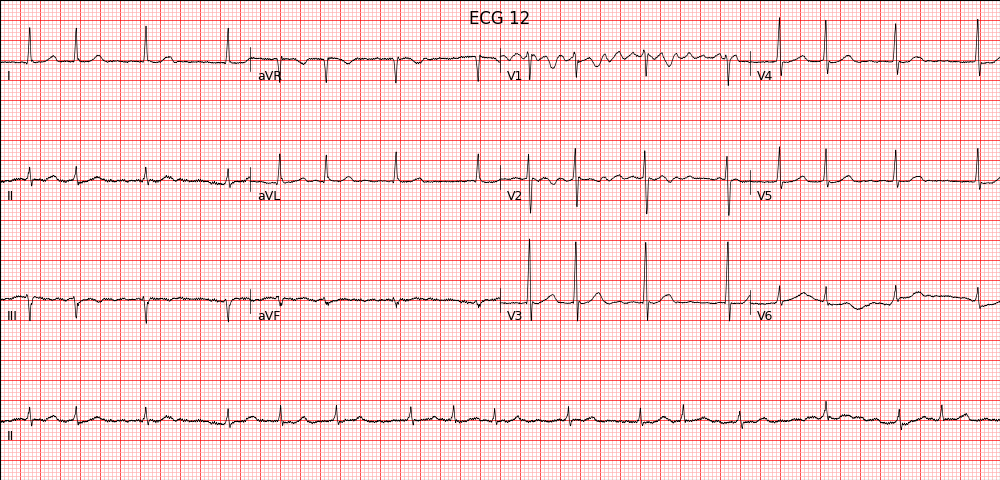 ECG 12
I aVR V1 V4
II aVL V2 V5
III aVF V3 V6
II